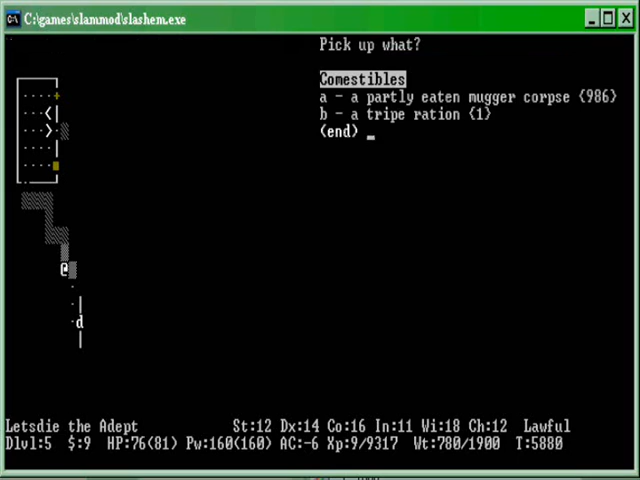 C:\games\slammod\slashem.exe
Pick up what?
Comestibles
a - a partly eaten mugger corpse {986}
b - a tripe ration {1}
(end)
Letsdie the Adept St:12 Dx:14 Co:16 In:11 Wi:18 Ch:12 Lawful
Dlvl:5 $:9 HP:76(81) Pw:160(160) AC:-6 Xp:9/9317 Wt:780/1900 T:5880